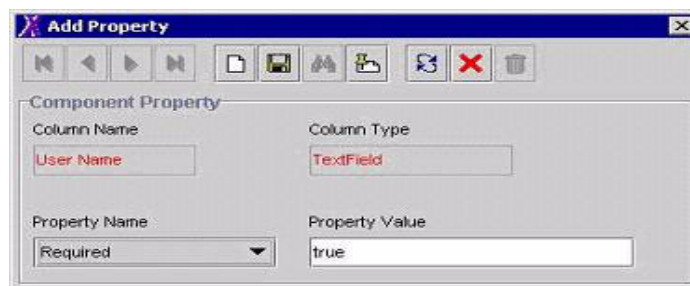 Add Property
Component Property
Column Name
Column Type
User Name
TextField
Property Name
Property Value
Required
true